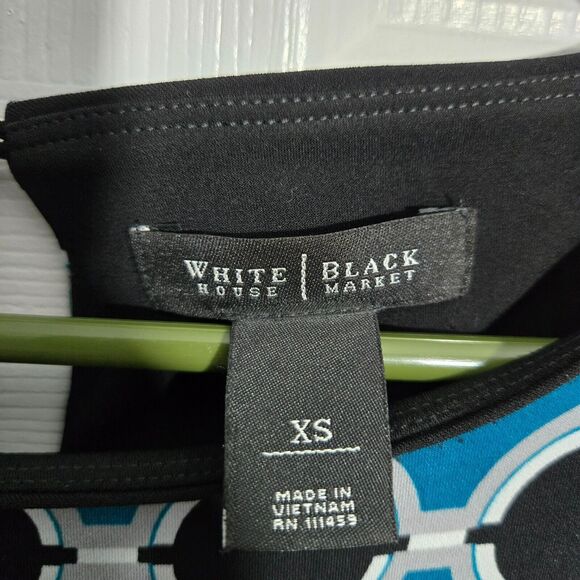 WHITE | BLACK
HOUSE MARKET
XS
MADE IN
VIETNAM
RN 111459